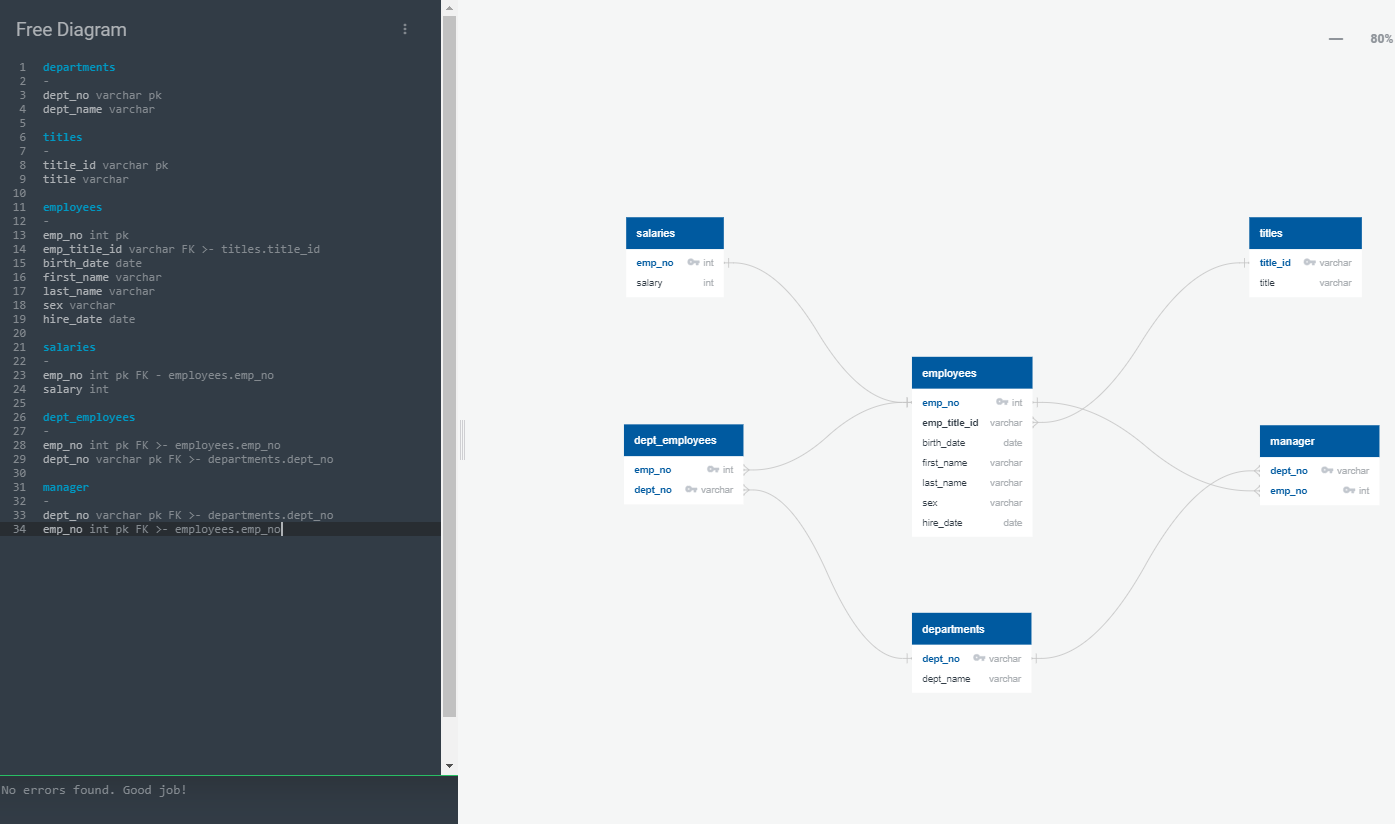 Free Diagram
1 departments
2 -
3 dept_no varchar pk
4 dept_name varchar
5
6 titles
7 -
8 title_id varchar pk
9 title varchar
10
11 employees
12 -
13 emp_no int pk
14 emp_title_id varchar FK >- titles.title_id
15 birth_date date
16 first_name varchar
17 last_name varchar
18 sex varchar
19 hire_date date
20
21 salaries
22 -
23 emp_no int pk FK - employees.emp_no
24 salary int
25
26 dept_employees
27 -
28 emp_no int pk FK >- employees.emp_no
29 dept_no varchar pk FK >- departments.dept_no
30
31 manager
32 -
33 dept_no varchar pk FK >- departments.dept_no
34 emp_no int pk FK >- employees.emp_no
No errors found. Good job!
80%
salaries
emp_no int
salary int
titles
title_id varchar
title varchar
employees
emp_no int
emp_title_id varchar
birth_date date
first_name varchar
last_name varchar
sex varchar
hire_date date
dept_employees
emp_no int
dept_no varchar
manager
dept_no varchar
emp_no int
departments
dept_no varchar
dept_name varchar